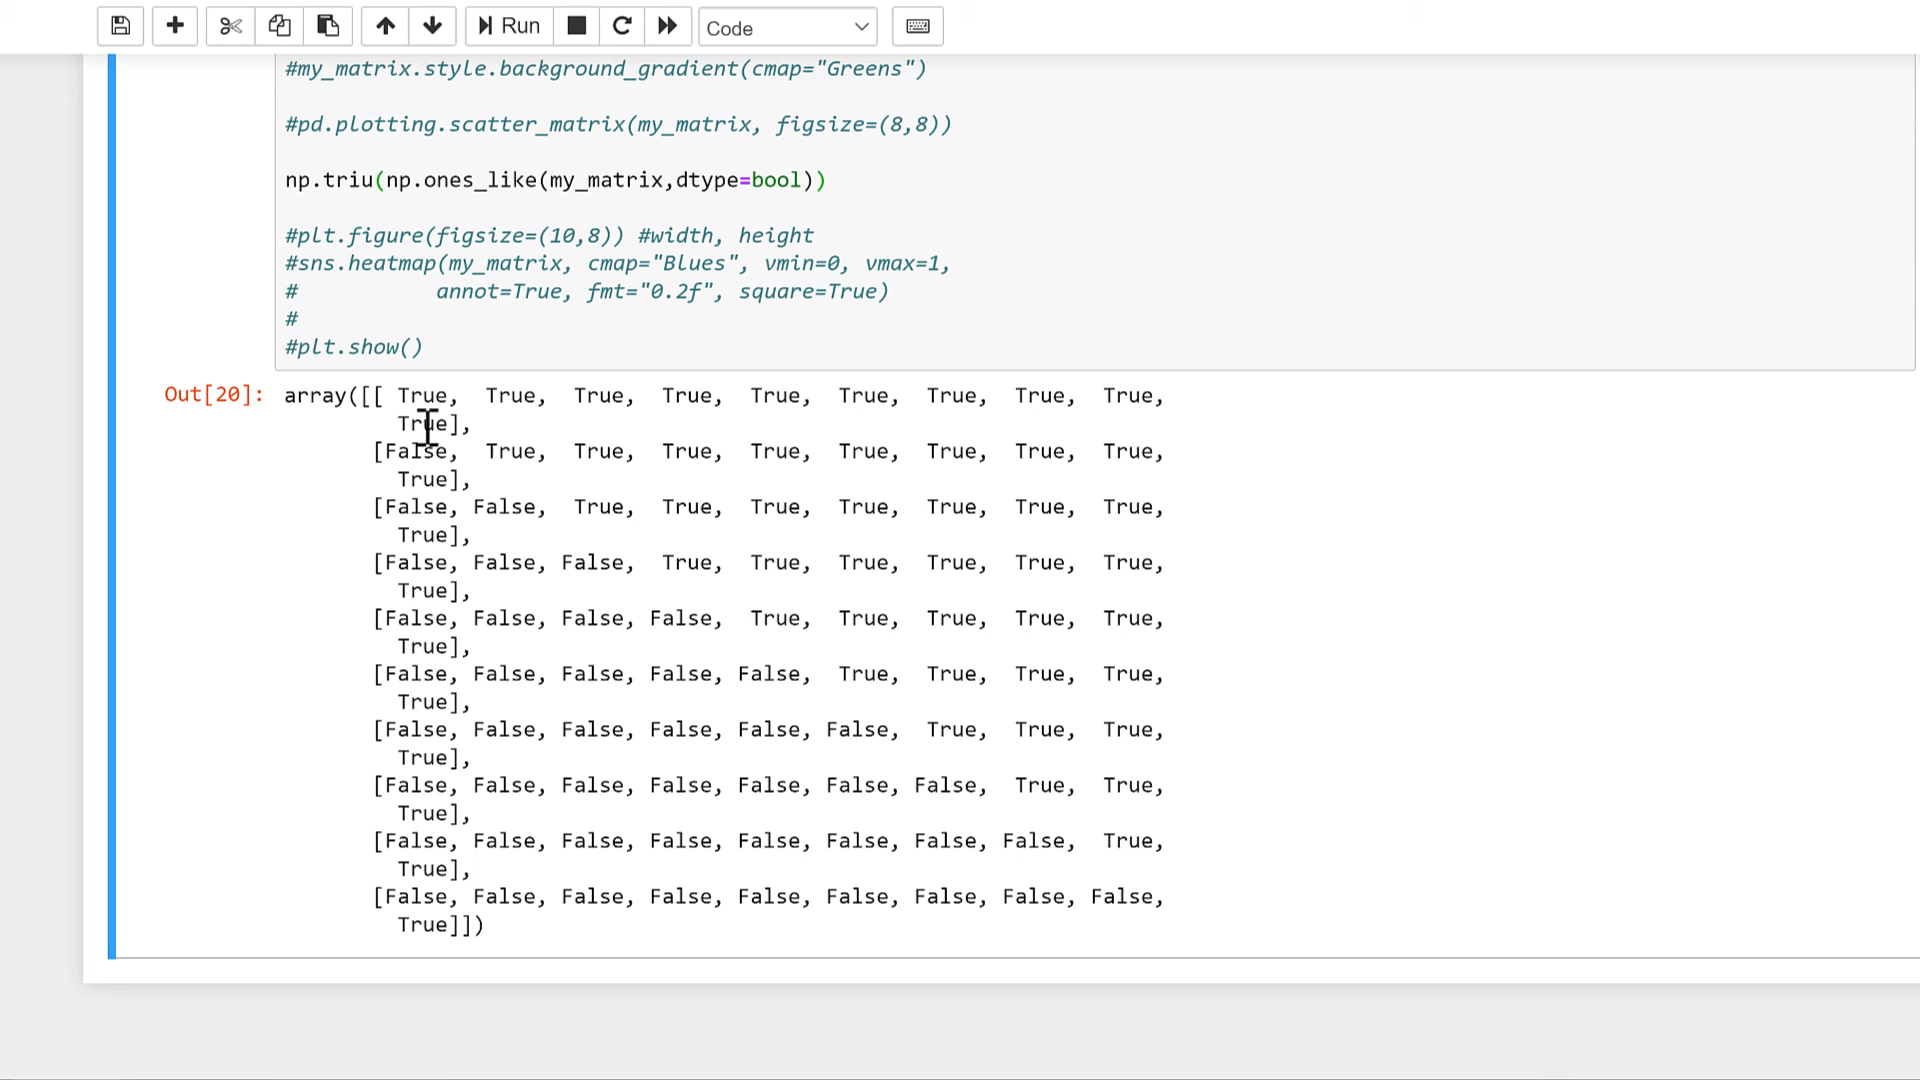 Run
Code
#my_matrix.style.background_gradient(cmap="Greens")
#pd.plotting.scatter_matrix(my_matrix, figsize=(8,8))
np.triu(np.ones_like(my_matrix,dtype=bool))
#plt.figure(figsize=(10,8)) #width, height
#sns.heatmap(my_matrix, cmap="Blues", vmin=0, vmax=1,
#           annot=True, fmt="0.2f", square=True)
#
#plt.show()
Out[20]: array([[ True,  True,  True,  True,  True,  True,  True,  True,  True,
         True],
       [False,  True,  True,  True,  True,  True,  True,  True,  True,
         True],
       [False, False,  True,  True,  True,  True,  True,  True,  True,
         True],
       [False, False, False,  True,  True,  True,  True,  True,  True,
         True],
       [False, False, False, False,  True,  True,  True,  True,  True,
         True],
       [False, False, False, False, False,  True,  True,  True,  True,
         True],
       [False, False, False, False, False, False,  True,  True,  True,
         True],
       [False, False, False, False, False, False, False,  True,  True,
         True],
       [False, False, False, False, False, False, False, False,  True,
         True],
       [False, False, False, False, False, False, False, False, False,
         True]])